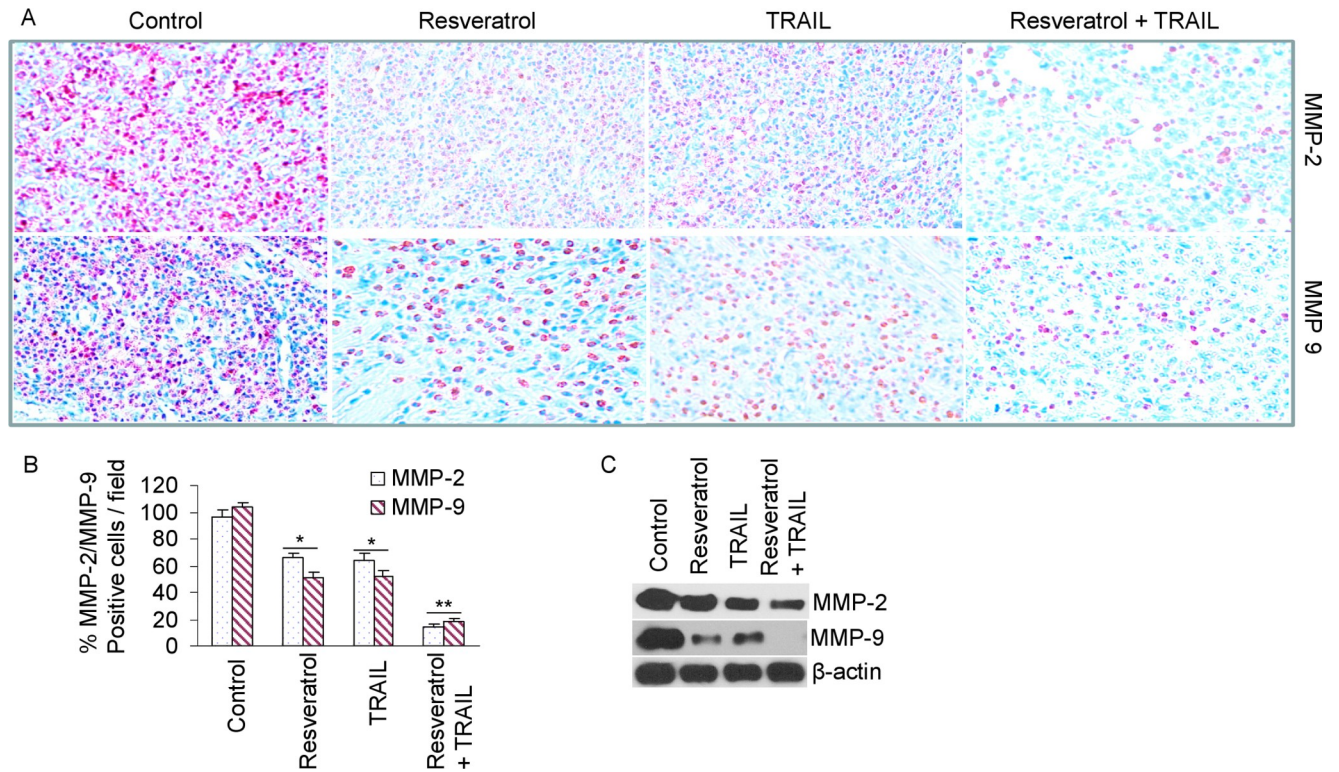 A
Control
Resveratrol
TRAIL
Resveratrol + TRAIL
MMP-2
MMP 9
B
% MMP-2/MMP-9
Positive cells / field
120
100
80
60
40
20
0
MMP-2
MMP-9
*
*
**
Control
Resveratrol
TRAIL
Resveratrol
+ TRAIL
C
Control
Resveratrol
TRAIL
Resveratrol
+ TRAIL
MMP-2
MMP-9
β-actin